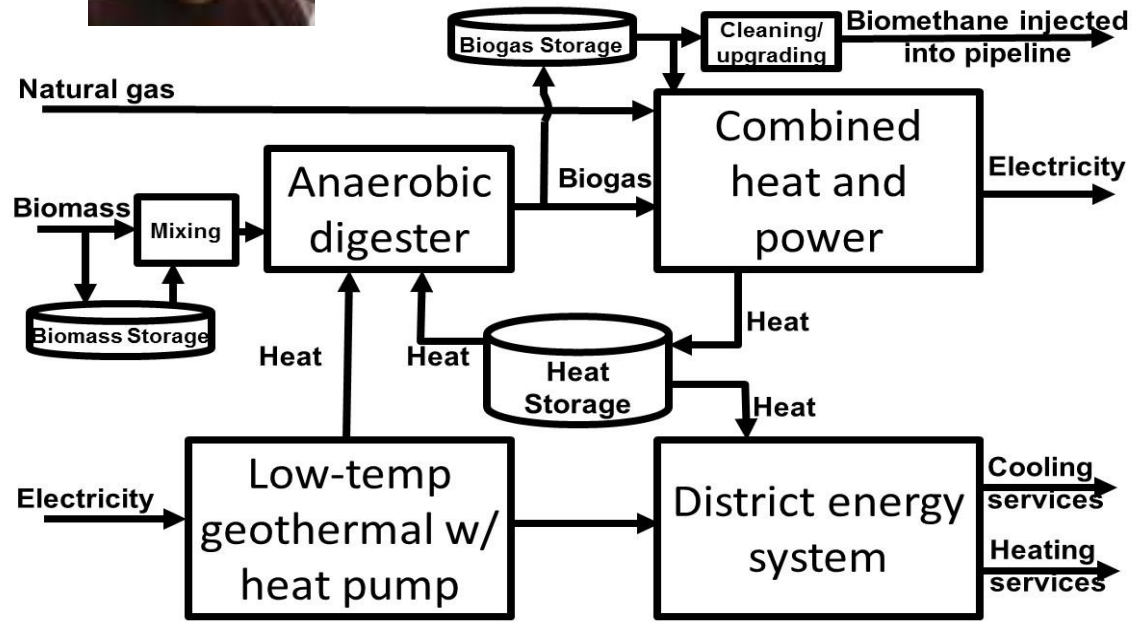 Biogas Storage
Cleaning/
upgrading
Biomethane injected
into pipeline
Natural gas
Combined
heat and
power
Electricity
Anaerobic
digester
Biogas
Biomass
Mixing
Biomass Storage
Heat
Heat
Heat
Heat
Storage
Heat
Electricity
Low-temp
geothermal w/
heat pump
District energy
system
Cooling
services
Heating
services